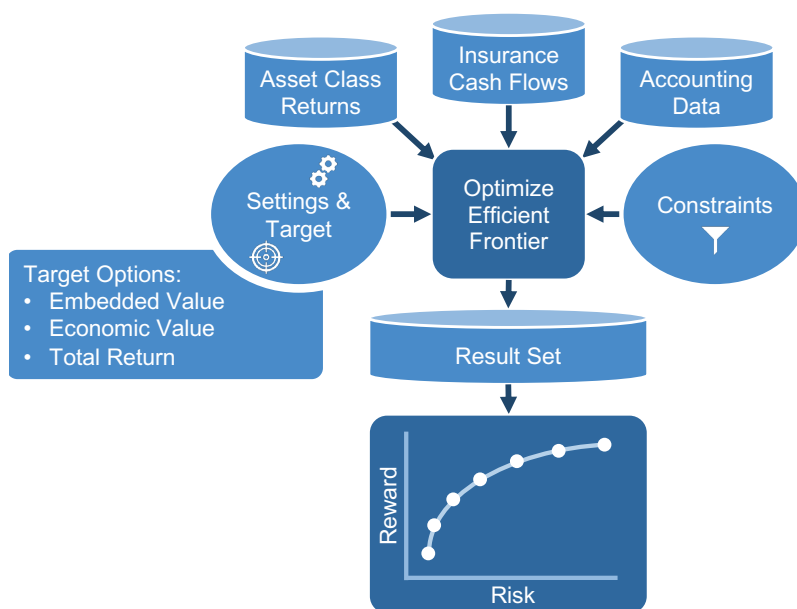 Asset Class
Returns
Insurance
Cash Flows
Accounting
Data
Settings &
Target
Optimize
Efficient
Frontier
Constraints
Target Options:
• Embedded Value
• Economic Value
• Total Return
Result Set
Reward
Risk